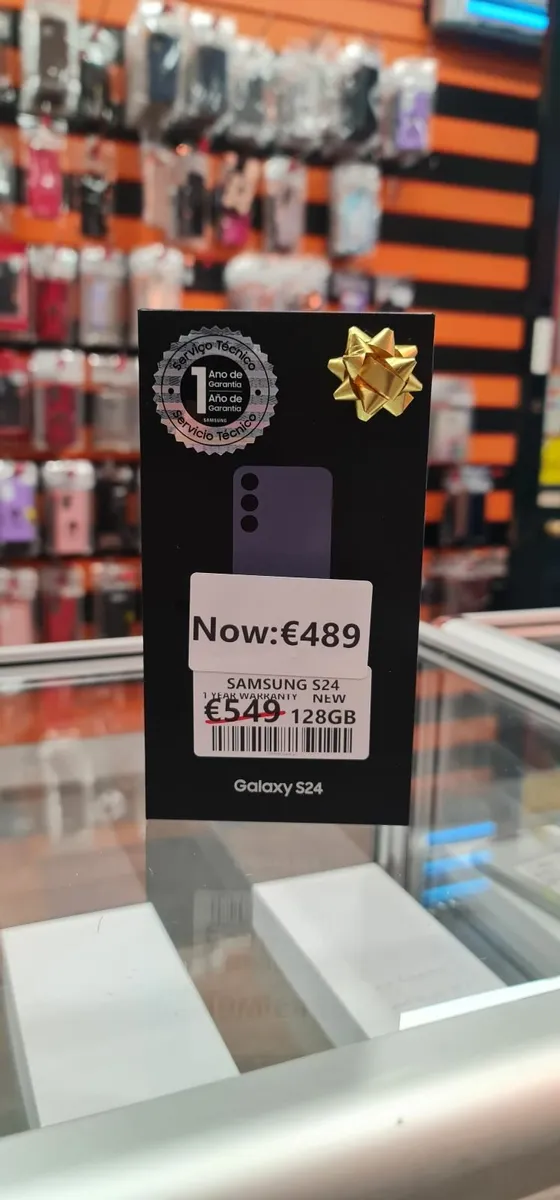 Serviço Técnico
1 Ano de
Garantia
Año de
Garantía
SAMSUNG
Servicio Técnico
Now:€489
SAMSUNG S24
1 YEAR WARRANTY NEW
€549 128GB
Galaxy S24